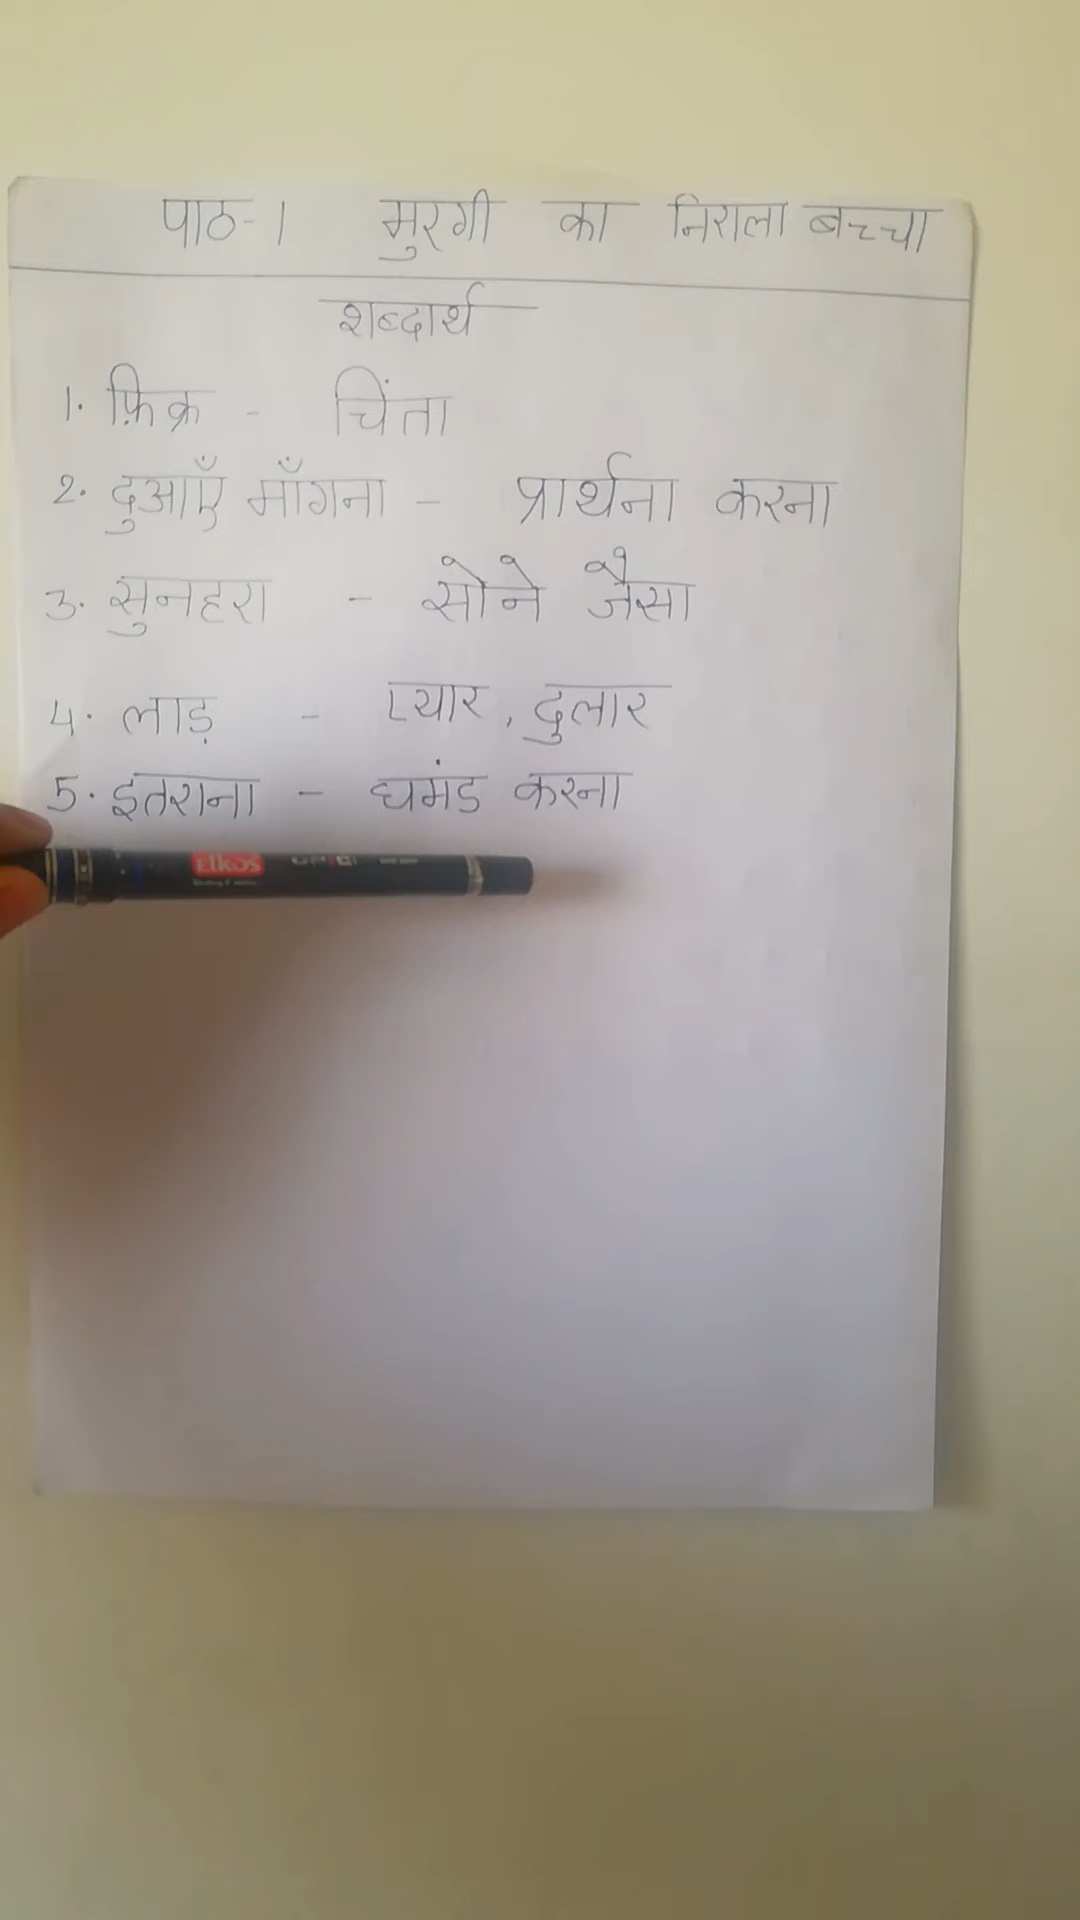 पाठ-1 मुरगी का निराला बच्चा
शब्दार्थ
1. फ़िक्र - चिंता
2. दुआएँ माँगना - प्रार्थना करना
3. सुनहरा - सोने जैसा
4. लाड़ - प्यार, दुलार
5. इतराना - घमंड करना
Elkos